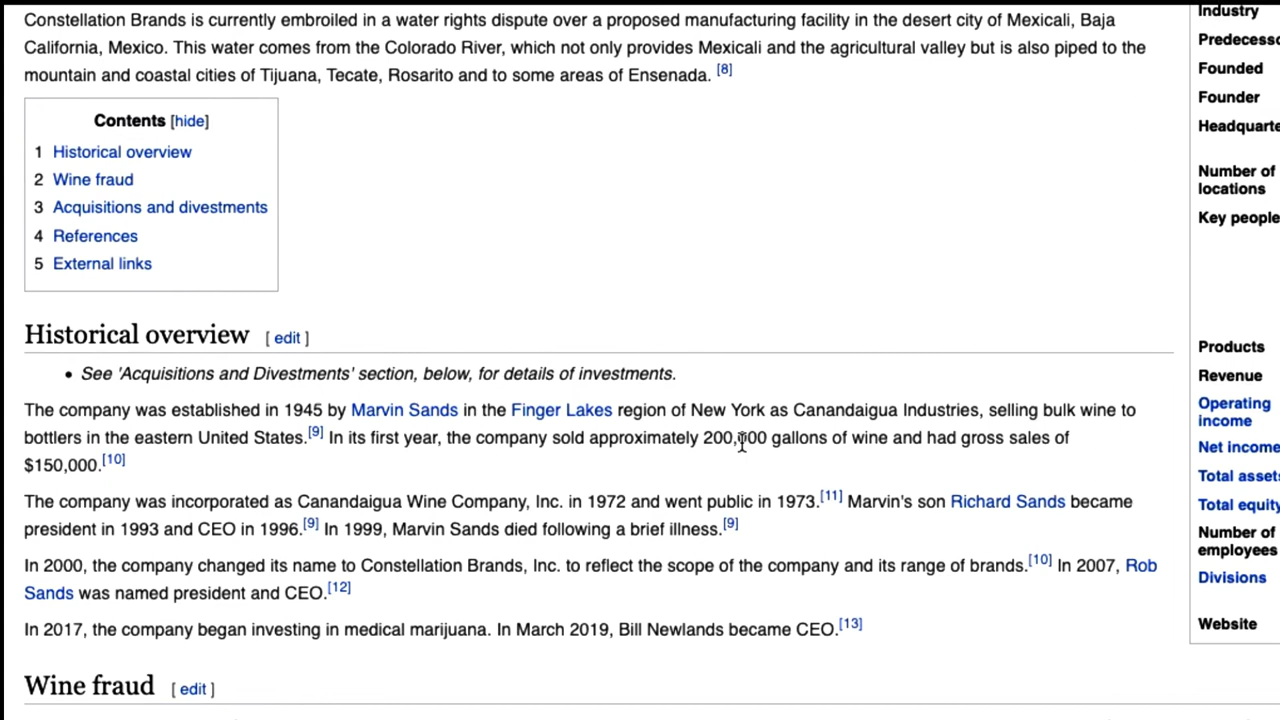 Constellation Brands is currently embroiled in a water rights dispute over a proposed manufacturing facility in the desert city of Mexicali, Baja
California, Mexico. This water comes from the Colorado River, which not only provides Mexicali and the agricultural valley but is also piped to the
mountain and coastal cities of Tijuana, Tecate, Rosarito and to some areas of Ensenada. [8]
Contents [hide]
1 Historical overview
2 Wine fraud
3 Acquisitions and divestments
4 References
5 External links
Historical overview [ edit ]
• See 'Acquisitions and Divestments' section, below, for details of investments.
The company was established in 1945 by Marvin Sands in the Finger Lakes region of New York as Canandaigua Industries, selling bulk wine to
bottlers in the eastern United States.[9] In its first year, the company sold approximately 200,000 gallons of wine and had gross sales of
$150,000.[10]
The company was incorporated as Canandaigua Wine Company, Inc. in 1972 and went public in 1973.[11] Marvin's son Richard Sands became
president in 1993 and CEO in 1996.[9] In 1999, Marvin Sands died following a brief illness.[9]
In 2000, the company changed its name to Constellation Brands, Inc. to reflect the scope of the company and its range of brands.[10] In 2007, Rob
Sands was named president and CEO.[12]
In 2017, the company began investing in medical marijuana. In March 2019, Bill Newlands became CEO.[13]
Wine fraud [ edit ]
Industry
Predecesso
Founded
Founder
Headquarte
Number of
locations
Key people
Products
Revenue
Operating
income
Net income
Total assets
Total equity
Number of
employees
Divisions
Website